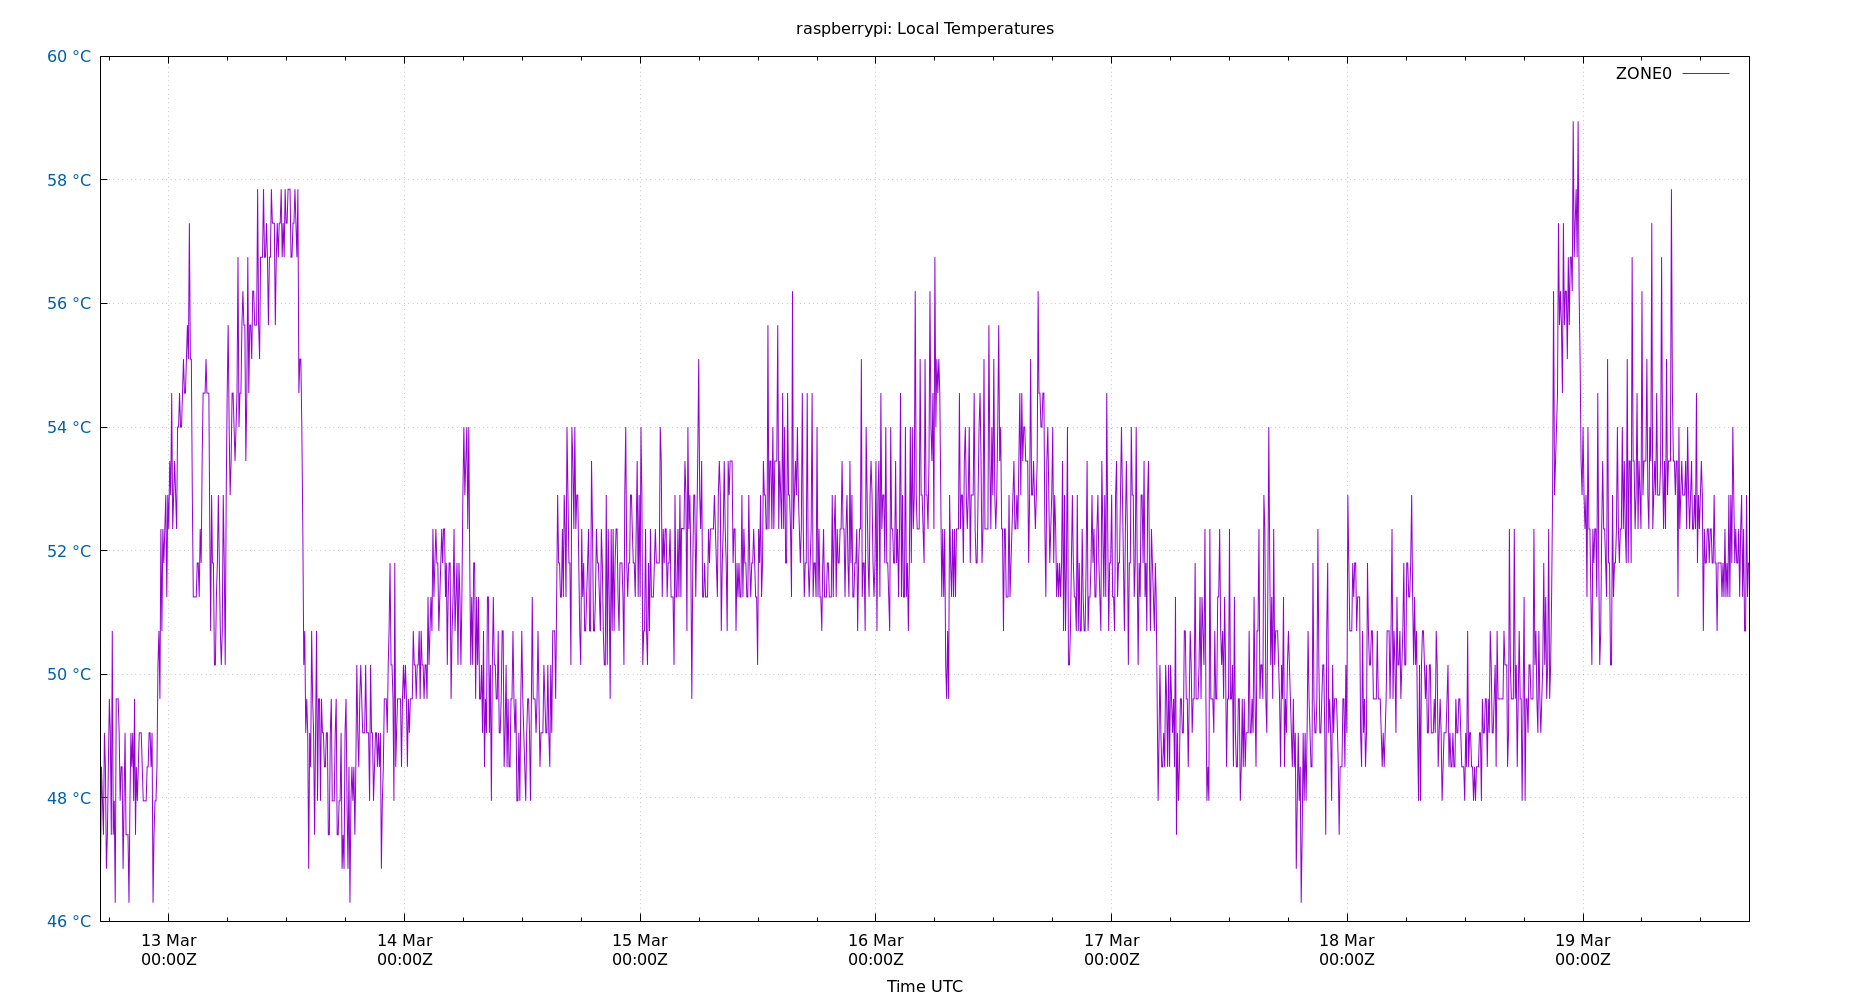 raspberrypi: Local Temperatures
60 °C
ZONE0
58 °C
56 °C
54 °C
52 °C
50 °C
48 °C
46 °C
13 Mar 14 Mar 15 Mar 16 Mar 17 Mar 18 Mar 19 Mar
00:00Z 00:00Z 00:00Z 00:00Z 00:00Z 00:00Z 00:00Z
Time UTC